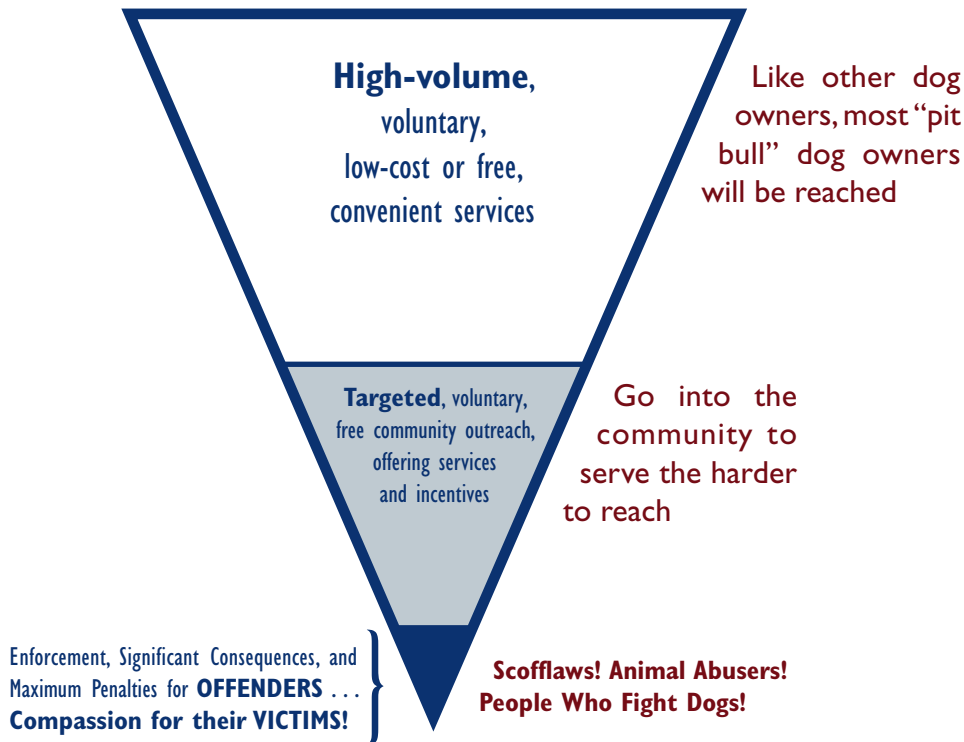 High-volume,
voluntary,
low-cost or free,
convenient services
Like other dog
owners, most “pit
bull” dog owners
will be reached
Targeted, voluntary,
free community outreach,
offering services
and incentives
Go into the
community to
serve the harder
to reach
Enforcement, Significant Consequences, and
Maximum Penalties for OFFENDERS . . .
Compassion for their VICTIMS!
Scofflaws! Animal Abusers!
People Who Fight Dogs!